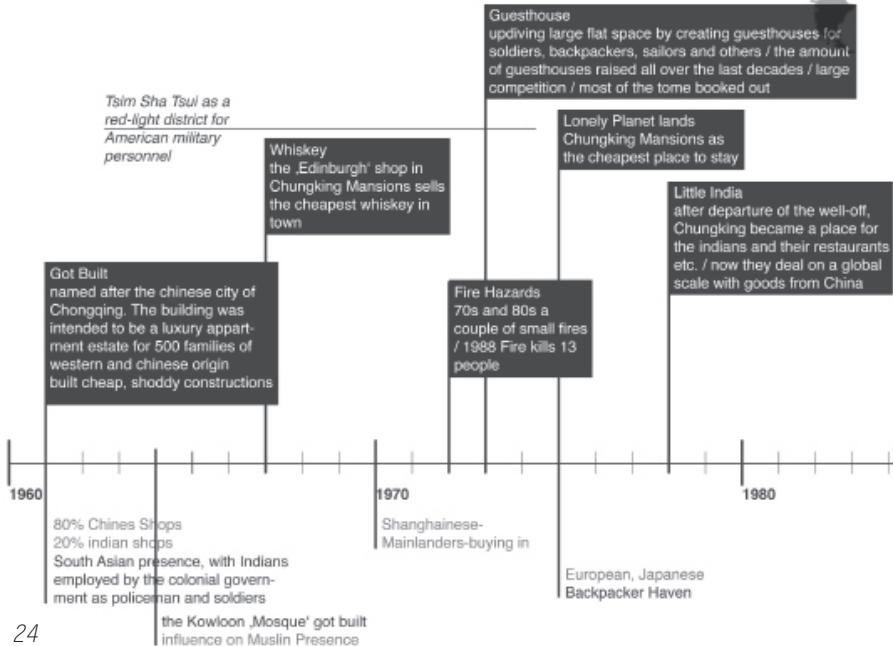 Guesthouse
updiving large flat space by creating guesthouses for
soldiers, backpackers, sailors and others / the amount
of guesthouses raised all over the last decades / large
competition / most of the tome booked out
Tsim Sha Tsui as a
red-light district for
American military
personnel
Lonely Planet lands
Chungking Mansions as
the cheapest place to stay
Whiskey
the ‚Edinburgh‘ shop in
Chungking Mansions sells
the cheapest whiskey in
town
Little India
after departure of the well-off,
Chungking became a place for
the indians and their restaurants
etc. / now they deal on a global
scale with goods from China
Got Built
named after the chinese city of
Chongqing. The building was
intended to be a luxury appart-
ment estate for 500 families of
western and chinese origin
built cheap, shoddy constructions
Fire Hazards
70s and 80s a
couple of small fires
/ 1988 Fire kills 13
people
1960
1970
1980
80% Chines Shops
20% indian shops
South Asian presence, with Indians
employed by the colonial govern-
ment as policeman and soldiers
Shanghainese-
Mainlanders-buying in
European, Japanese
Backpacker Haven
the Kowloon ‚Mosque‘ got built
influence on Muslin Presence
24